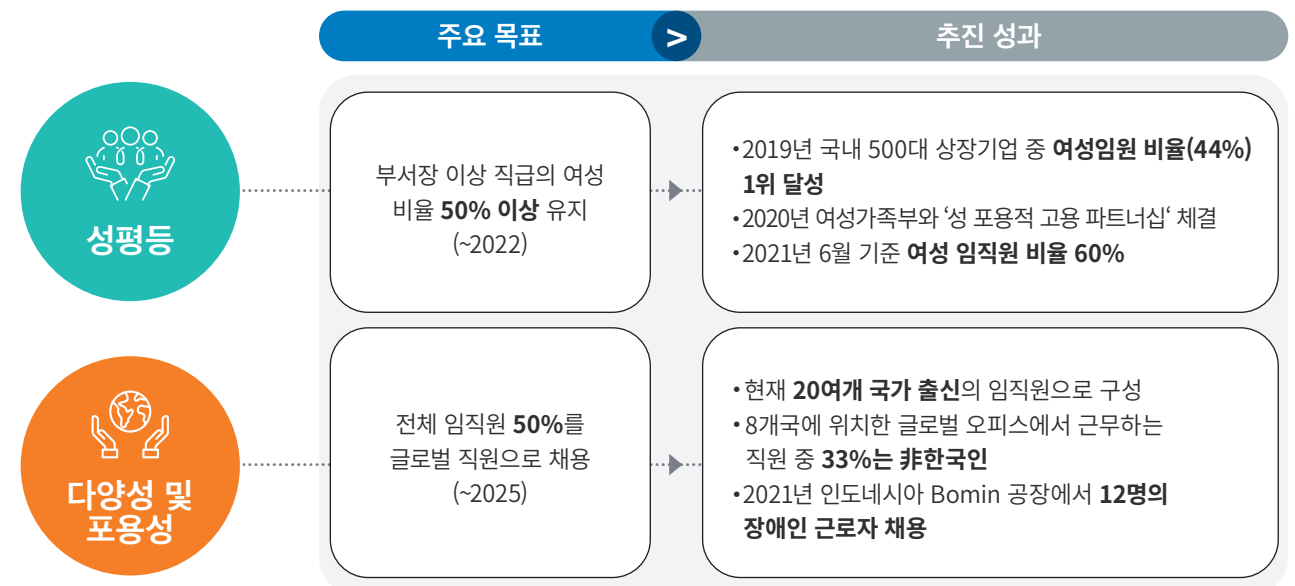 주요 목표 > 추진 성과
성평등
부서장 이상 직급의 여성
비율 50% 이상 유지
(~2022)
•2019년 국내 500대 상장기업 중 여성임원 비율(44%)
1위 달성
•2020년 여성가족부와 ‘성 포용적 고용 파트너십‘ 체결
•2021년 6월 기준 여성 임직원 비율 60%
다양성 및
포용성
전체 임직원 50%를
글로벌 직원으로 채용
(~2025)
•현재 20여개 국가 출신의 임직원으로 구성
•8개국에 위치한 글로벌 오피스에서 근무하는
직원 중 33%는 非한국인
•2021년 인도네시아 Bomin 공장에서 12명의
장애인 근로자 채용